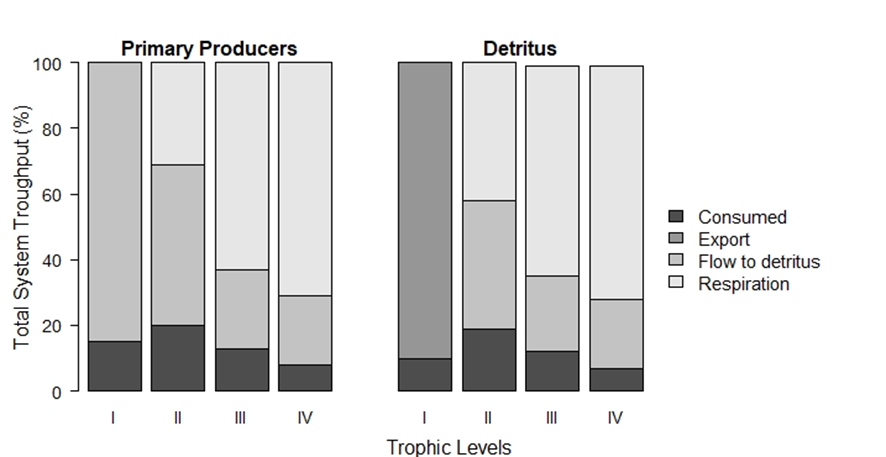 Primary Producers
Detritus
Total System Troughput (%)
100
80
60
40
20
0
I II III IV
I II III IV
Trophic Levels
Consumed
Export
Flow to detritus
Respiration